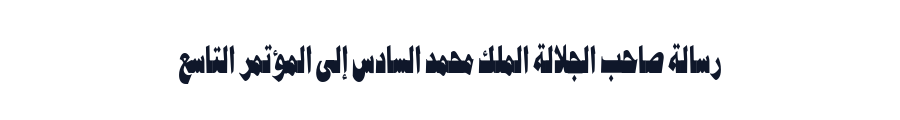 رسالة صاحب الجلالة الملك محمد السادس إلى المؤتمر التاسع